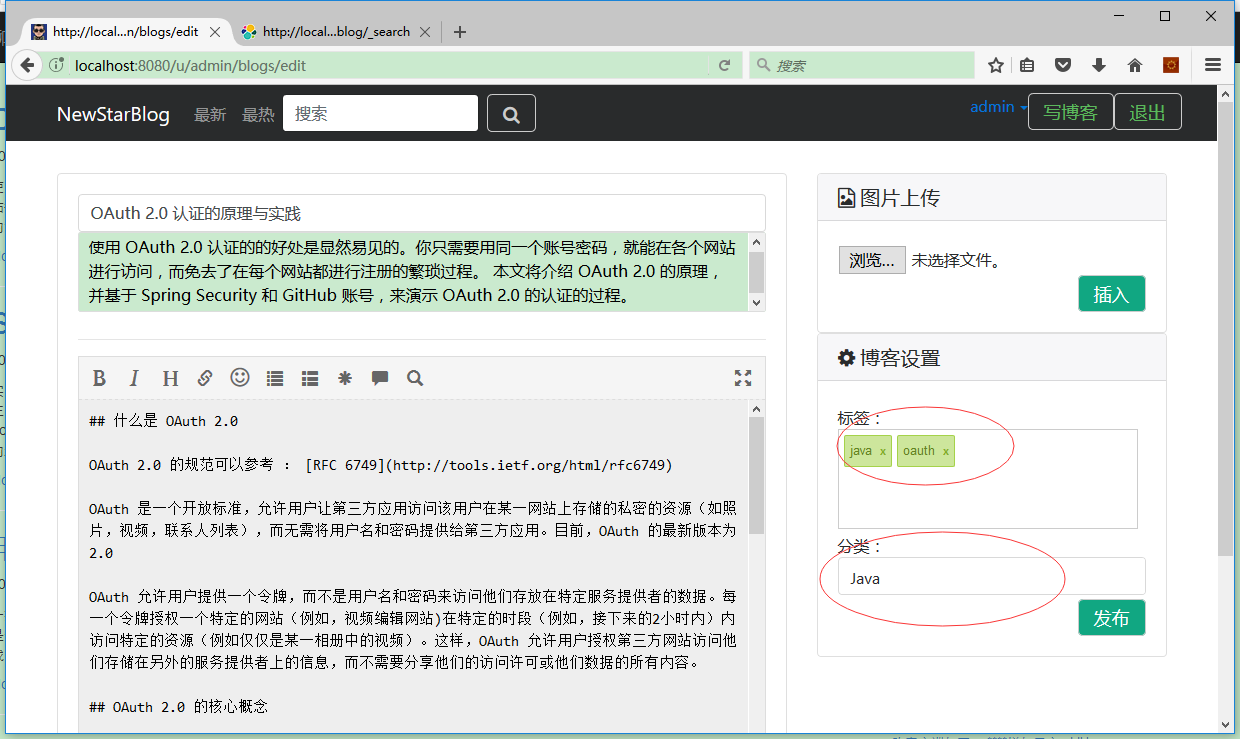 http://local...n/blogs/edit
http://local...blog/_search
localhost:8080/u/admin/blogs/edit
搜索
NewStarBlog 最新 最热 搜索 admin 写博客 退出
OAuth 2.0 认证的原理与实践
使用 OAuth 2.0 认证的的好处是显然易见的。你只需要用同一个账号密码，就能在各个网站
进行访问，而免去了在每个网站都进行注册的繁琐过程。 本文将介绍 OAuth 2.0 的原理，
并基于 Spring Security 和 GitHub 账号，来演示 OAuth 2.0 的认证的过程。
B I H
## 什么是 OAuth 2.0
OAuth 2.0 的规范可以参考 ： [RFC 6749](http://tools.ietf.org/html/rfc6749)
OAuth 是一个开放标准，允许用户让第三方应用访问该用户在某一网站上存储的私密的资源（如照
片，视频，联系人列表），而无需将用户名和密码提供给第三方应用。目前，OAuth 的最新版本为
2.0
OAuth 允许用户提供一个令牌，而不是用户名和密码来访问他们存放在特定服务提供者的数据。每
一个令牌授权一个特定的网站（例如，视频编辑网站)在特定的时段（例如，接下来的2小时内）内
访问特定的资源（例如仅仅是某一相册中的视频）。这样，OAuth 允许用户授权第三方网站访问他
们存储在另外的服务提供者上的信息，而不需要分享他们的访问许可或他们数据的所有内容。
## OAuth 2.0 的核心概念
图片上传
浏览... 未选择文件。
插入
博客设置
标签：
java x oauth x
分类：
Java
发布